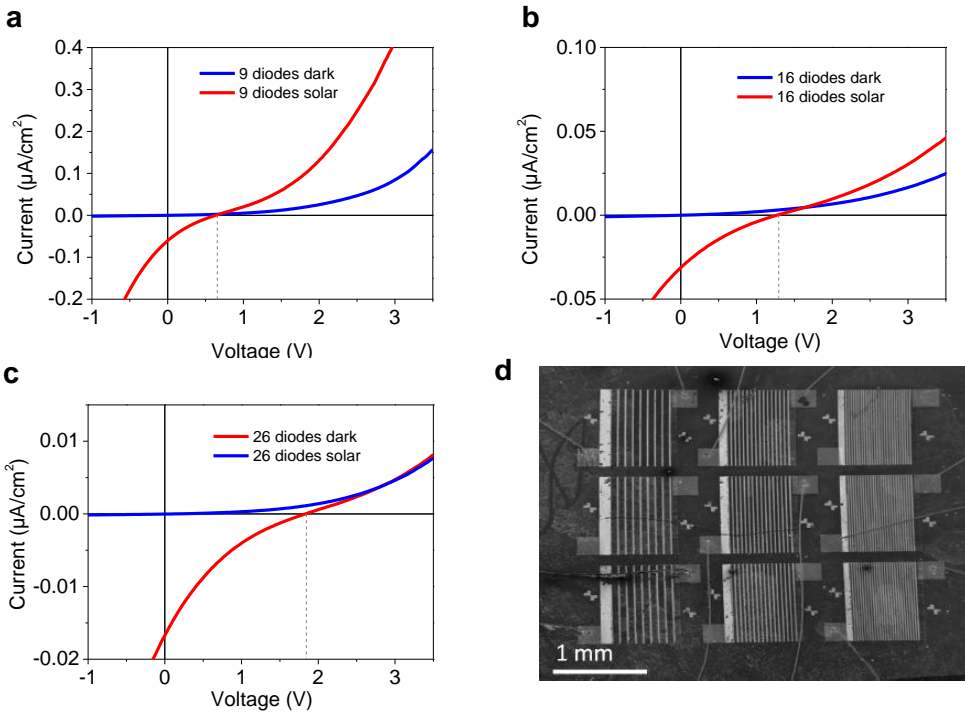 a
0.4
0.3
0.2
0.1
0.0
-0.1
-0.2
-1
0
1
2
3
Current (µA/cm²)
Voltage (V)
9 diodes dark
9 diodes solar
b
0.10
0.05
0.00
-0.05
-1
0
1
2
3
Current (µA/cm²)
Voltage (V)
16 diodes dark
16 diodes solar
c
0.01
0.00
-0.01
-0.02
-1
0
1
2
3
Current (µA/cm²)
Voltage (V)
26 diodes dark
26 diodes solar
d
1 mm